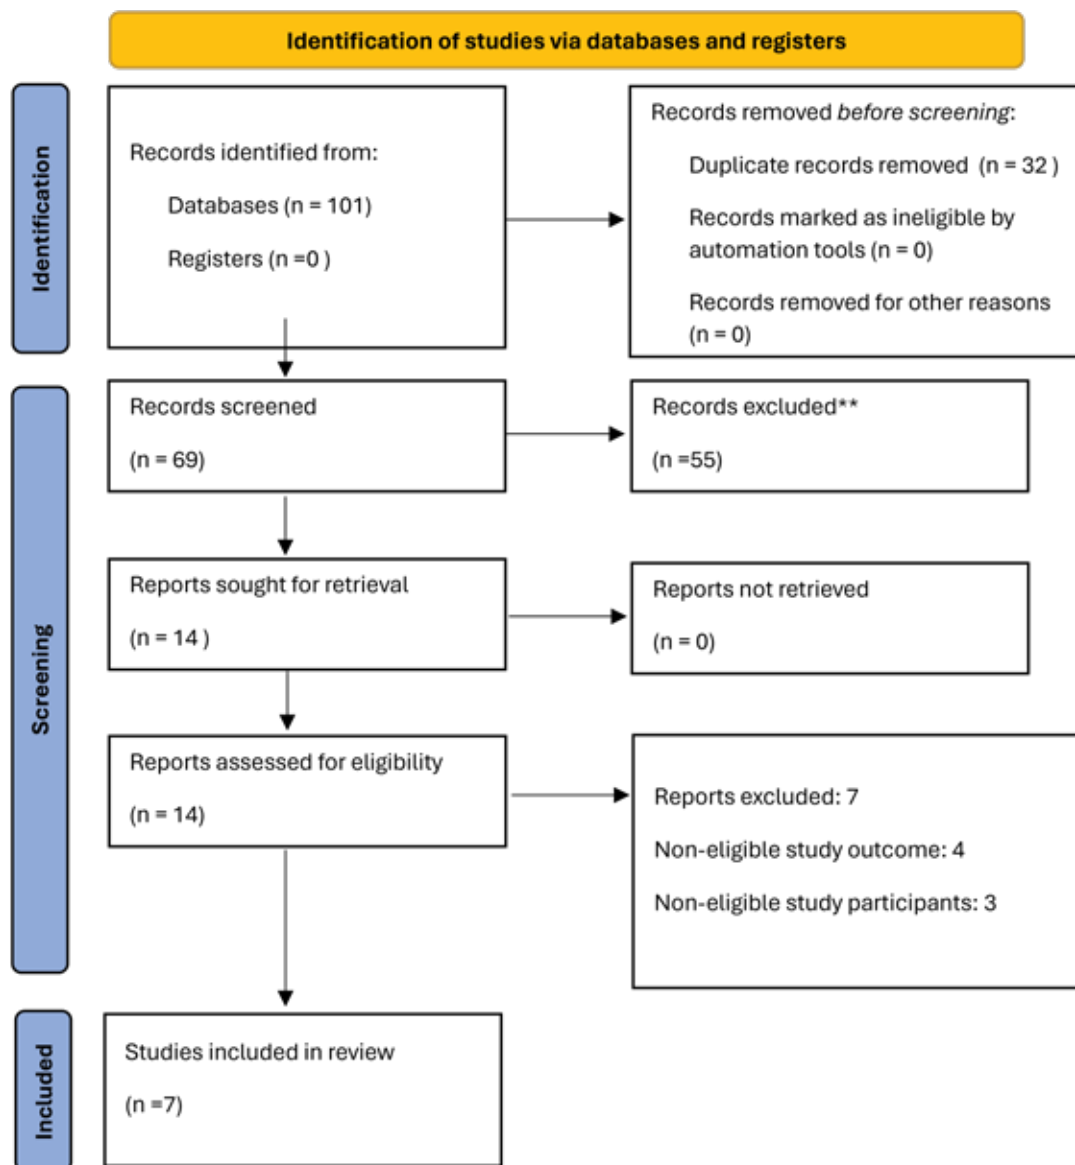 Identification of studies via databases and registers
Identification
Records identified from:
Databases (n = 101)
Registers (n =0 )
Records removed before screening:
Duplicate records removed  (n = 32 )
Records marked as ineligible by
automation tools (n = 0)
Records removed for other reasons
(n = 0)
Screening
Records screened
(n = 69)
Records excluded**
(n =55)
Reports sought for retrieval
(n = 14 )
Reports not retrieved
(n = 0)
Reports assessed for eligibility
(n = 14)
Reports excluded: 7
Non-eligible study outcome: 4
Non-eligible study participants: 3
Included
Studies included in review
(n =7)